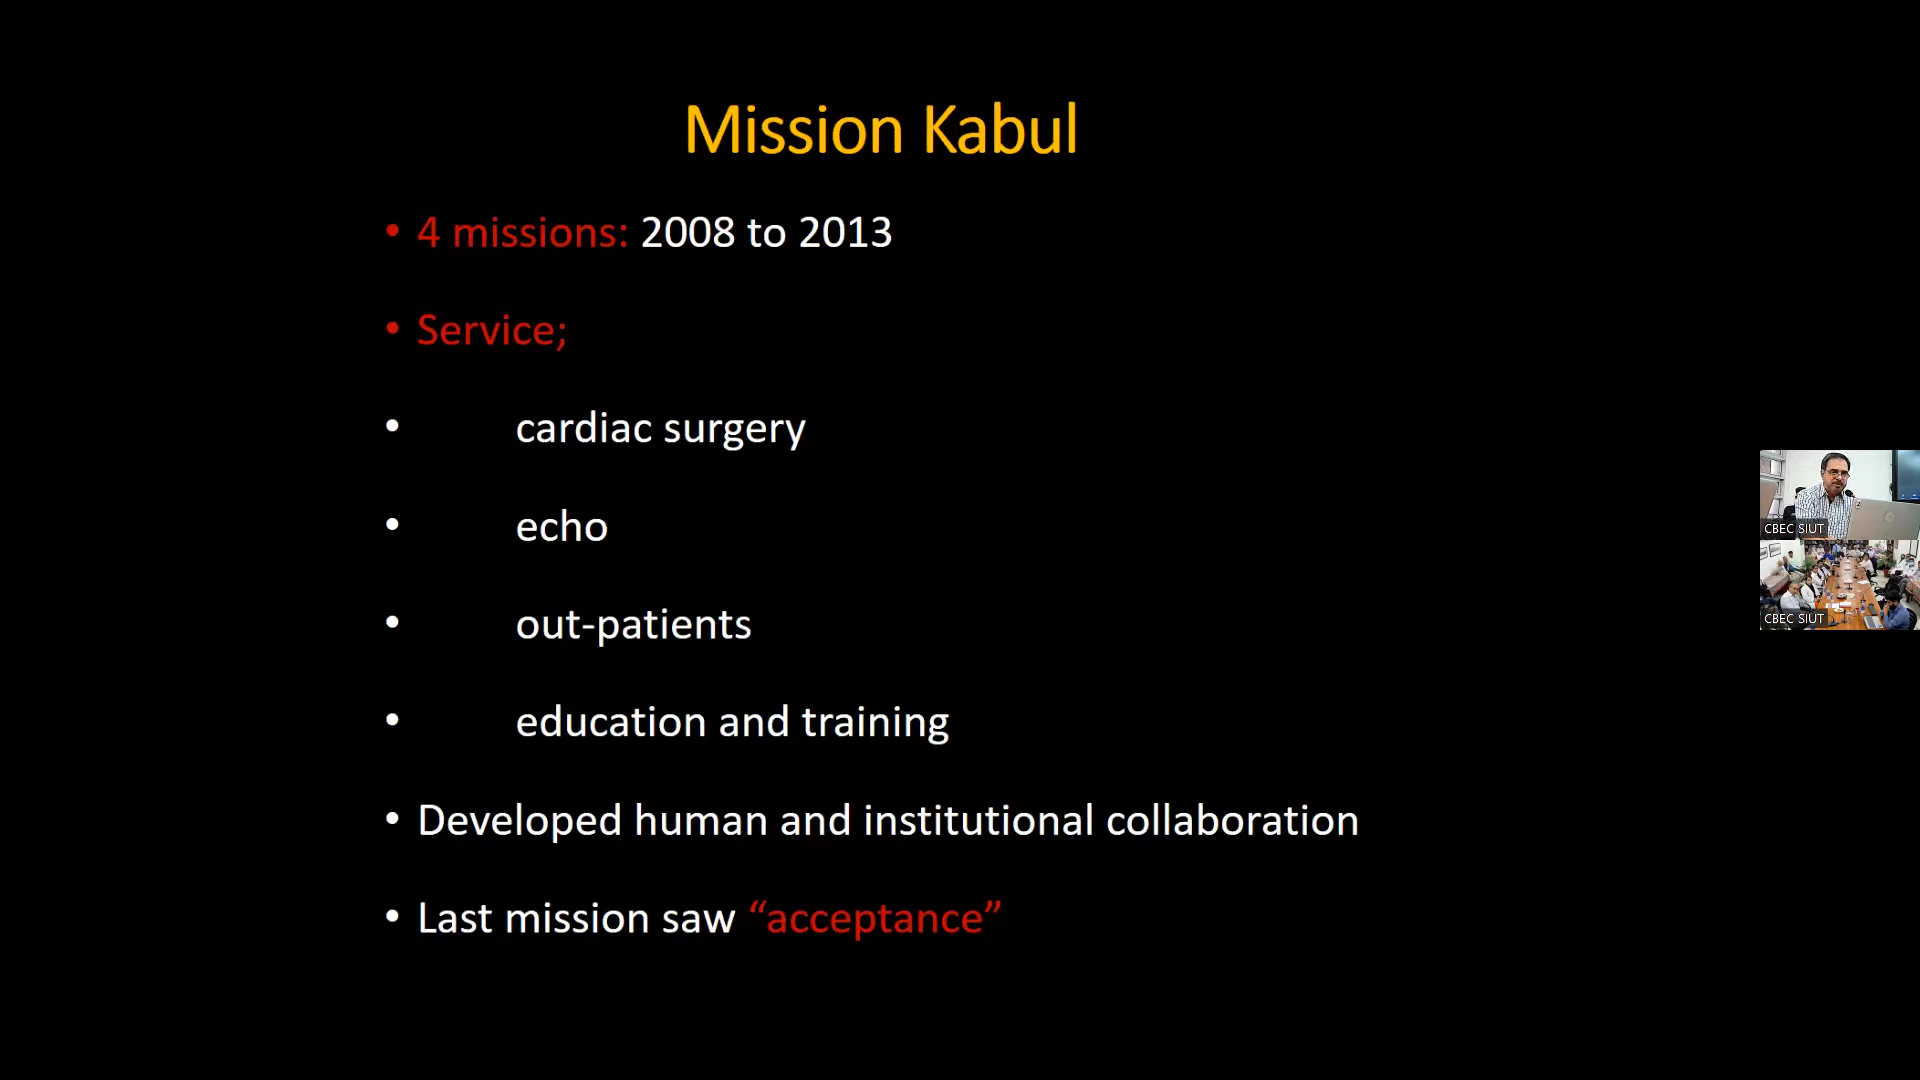 Mission Kabul
• 4 missions: 2008 to 2013
• Service;
• cardiac surgery
• echo
• out-patients
• education and training
• Developed human and institutional collaboration
• Last mission saw “acceptance”
CBEC SIUT
CBEC SIUT